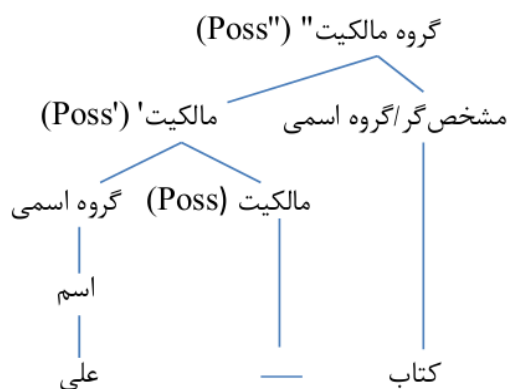 گروه مالکیت" (Poss")
مشخص‌گر/گروه اسمی مالکیت' (Poss')
مالکیت (Poss) گروه اسمی
اسم
کتاب — علی